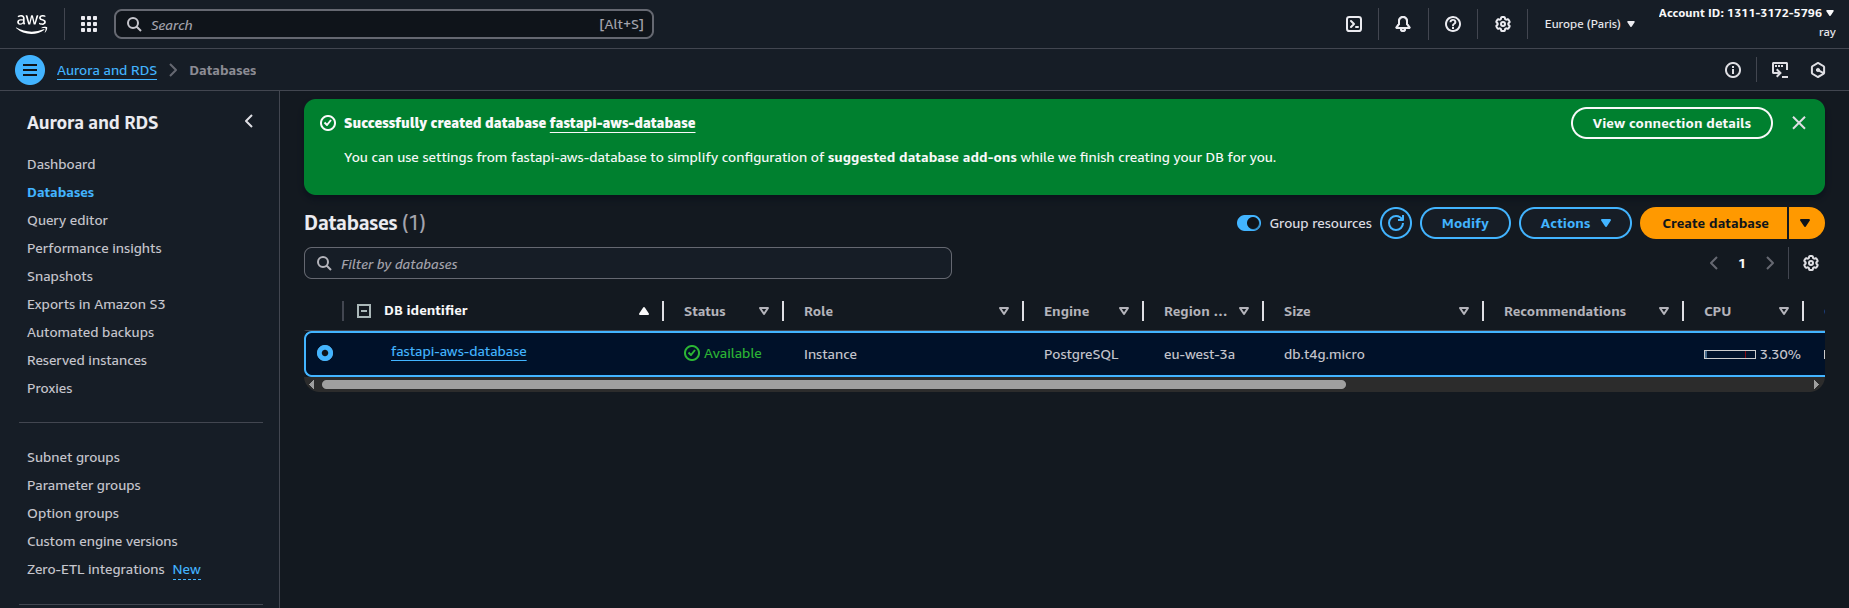 aws
Search [Alt+S]
Europe (Paris)
Account ID: 1311-3172-5796
ray
Aurora and RDS
Databases
Aurora and RDS
Dashboard
Databases
Query editor
Performance insights
Snapshots
Exports in Amazon S3
Automated backups
Reserved instances
Proxies
Subnet groups
Parameter groups
Option groups
Custom engine versions
Zero-ETL integrations New
Successfully created database fastapi-aws-database
View connection details
You can use settings from fastapi-aws-database to simplify configuration of suggested database add-ons while we finish creating your DB for you.
Databases (1)
Group resources
Modify
Actions
Create database
Filter by databases
1
DB identifier Status Role Engine Region ... Size Recommendations CPU
fastapi-aws-database Available Instance PostgreSQL eu-west-3a db.t4g.micro 3.30%